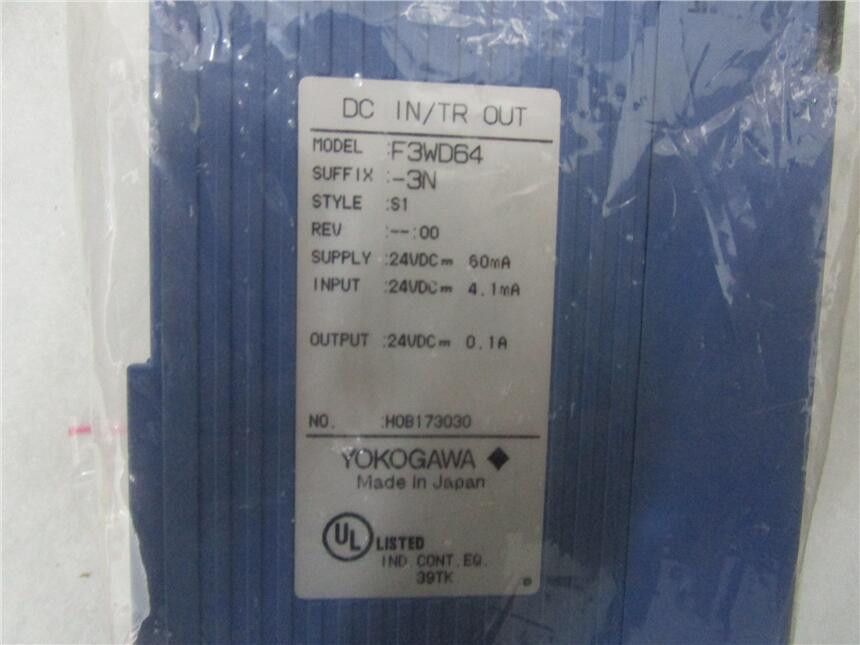 DC IN/TR OUT
MODEL :F3WD64
SUFFIX :-3N
STYLE :S1
REV :--:00
SUPPLY :24VDC⎓ 60mA
INPUT :24VDC⎓ 4.1mA
OUTPUT :24VDC⎓ 0.1A
NO. :H0B173030
YOKOGAWA ◆
Made in Japan
UL LISTED
IND.CONT.EQ.
39TK